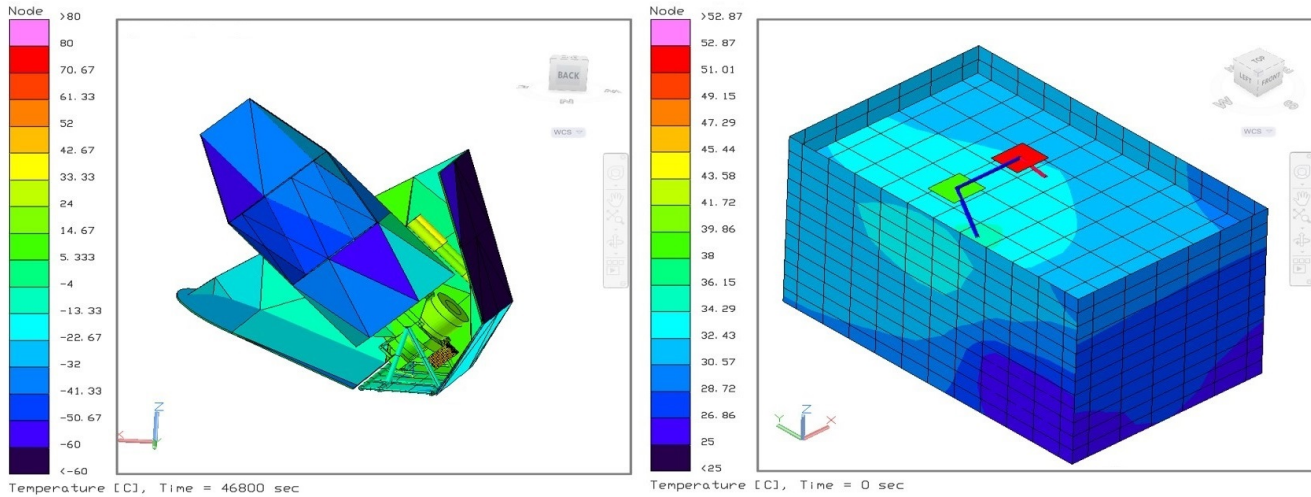 Node
>80
80
70.67
61.33
52
42.67
33.33
24
14.67
5.333
-4
-13.33
-22.67
-32
-41.33
-50.67
-60
<-60
BACK
WCS
Z
X
Temperature [C], Time = 46800 sec
Node
>52.87
52.87
51.01
49.15
47.29
45.44
43.58
41.72
39.86
38
36.15
34.29
32.43
30.57
28.72
26.86
25
<25
TOP
LEFT
FRONT
W
S
WCS
Z
Y
X
Temperature [C], Time = 0 sec